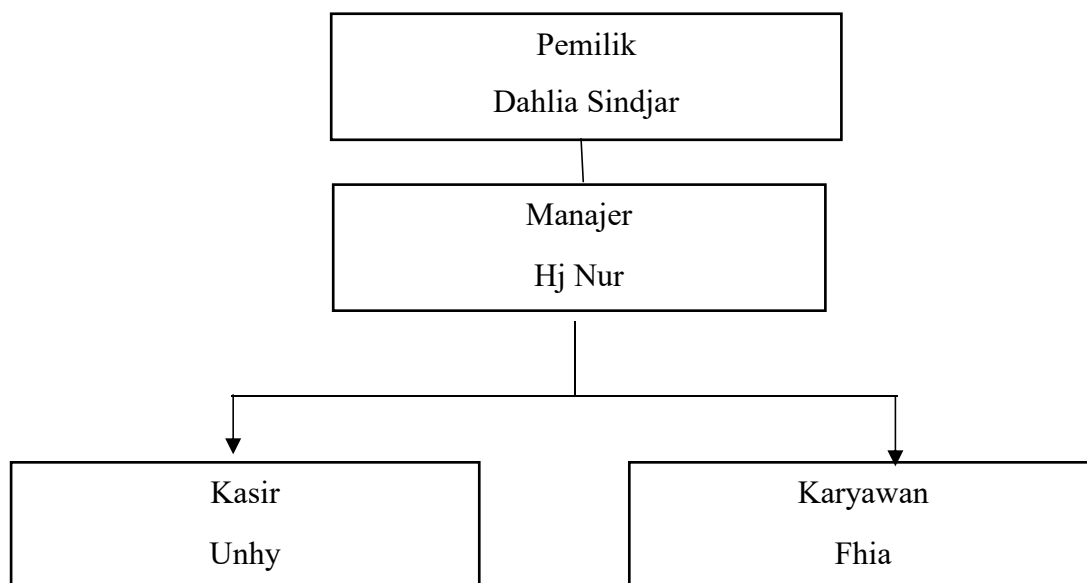 Pemilik
Dahlia Sindjar
Manajer
Hj Nur
Kasir
Unhy
Karyawan
Fhia